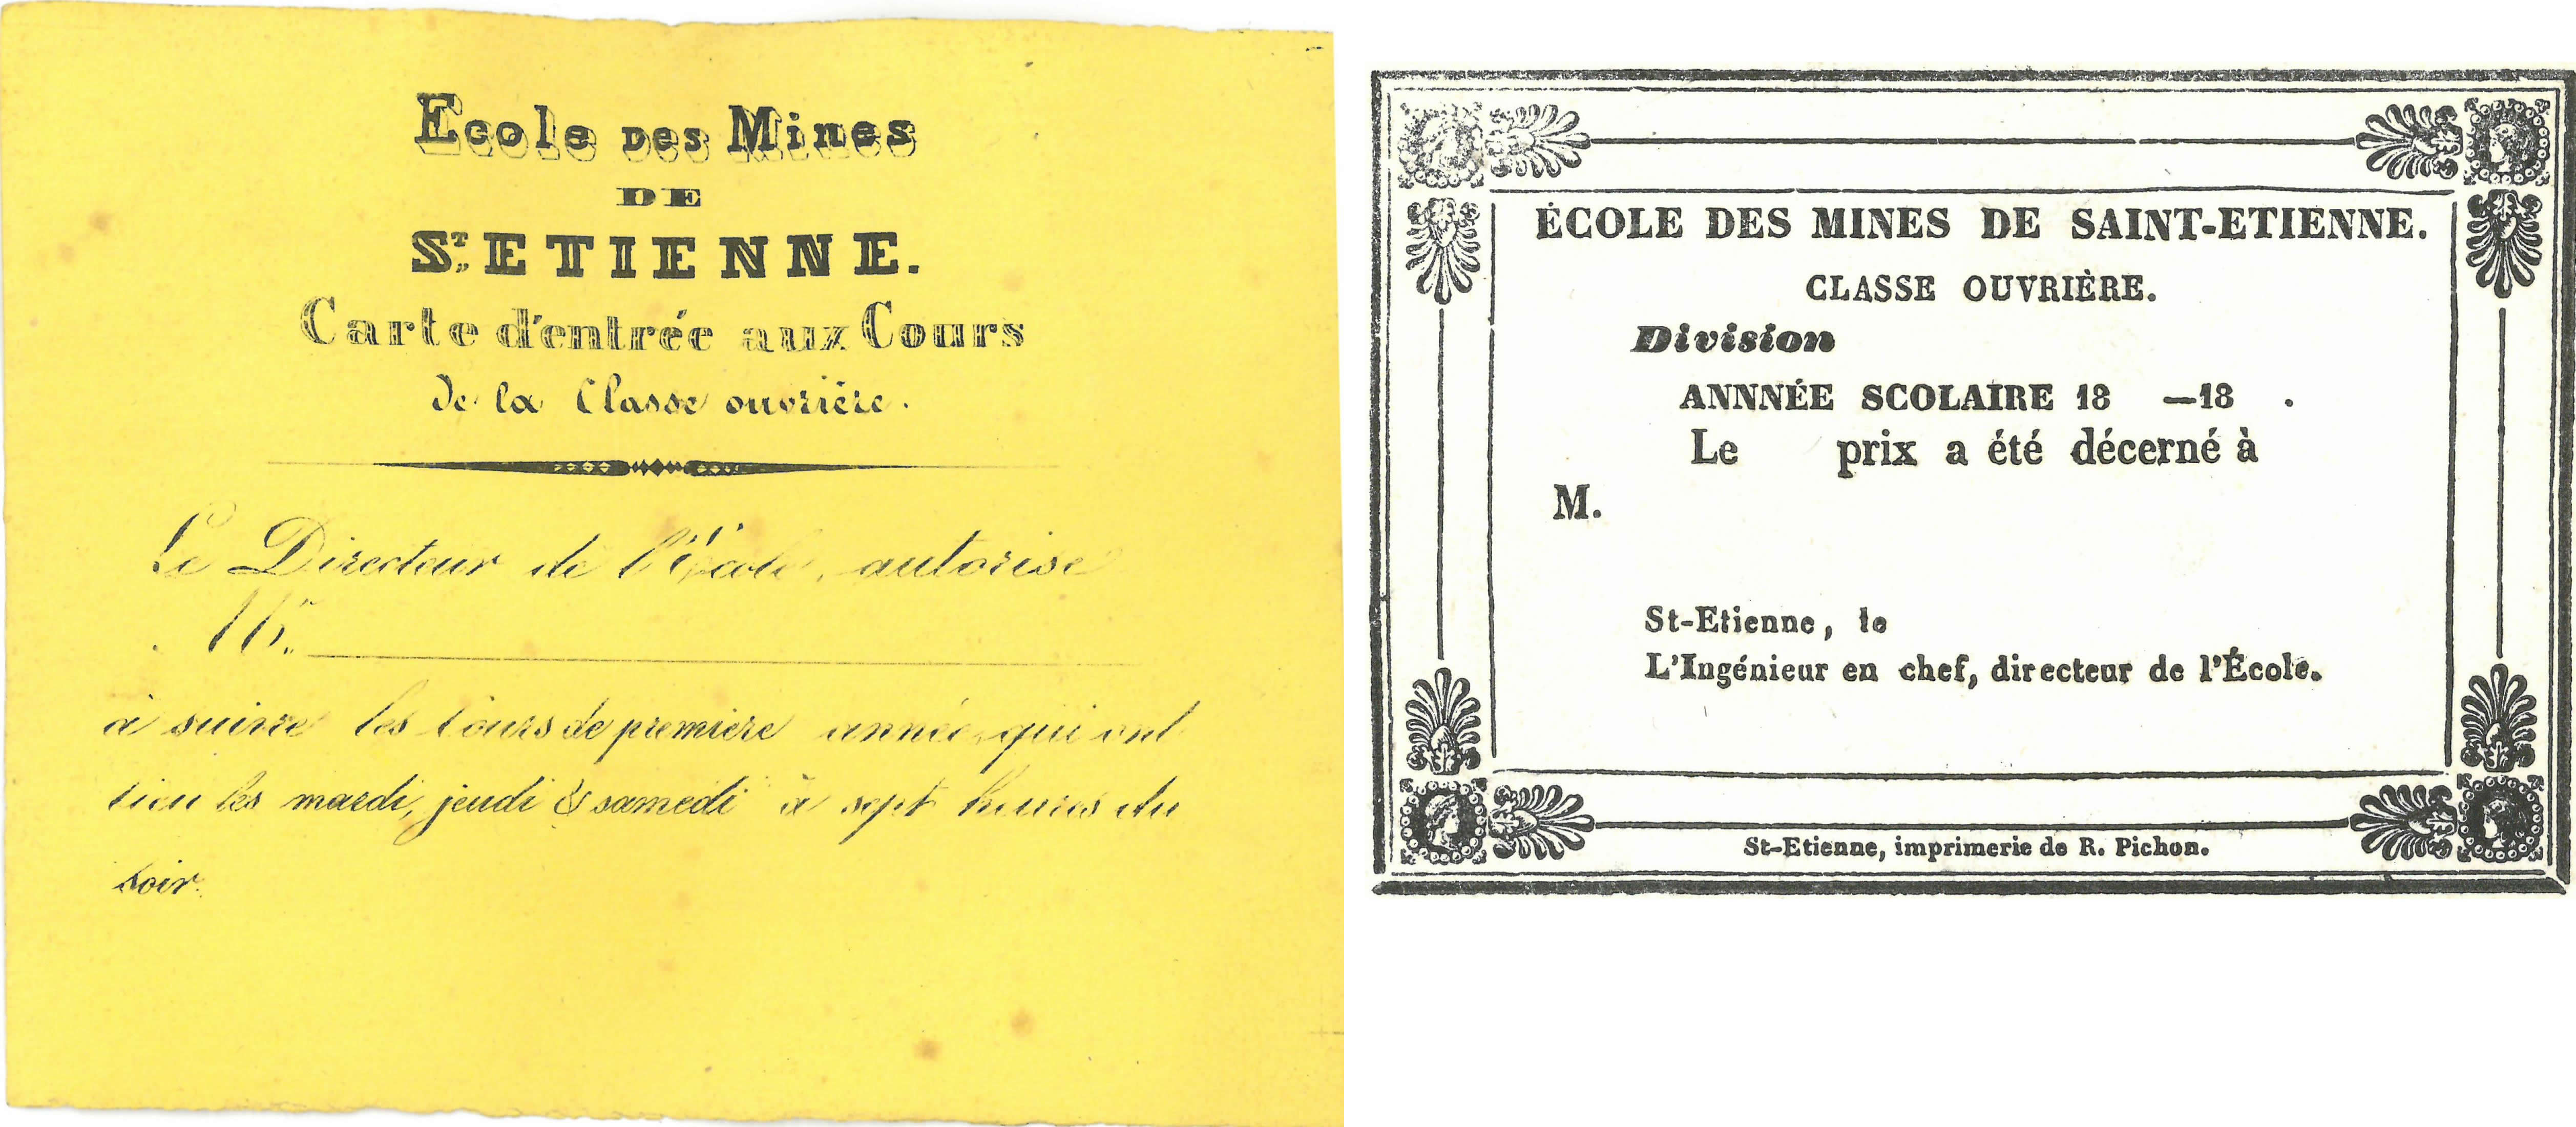 Ecole des Mines
DE
ST ETIENNE.
Carte d'entrée aux Cours
de la Classe ouvrière.
Le Directeur de l'École, autorise
Mr.
à suivre les Cours de première année, qui ont
lieu les mardi, jeudi & samedi à sept heures du
soir.
ÉCOLE DES MINES DE SAINT-ETIENNE.
CLASSE OUVRIÈRE.
Division
ANNNÉE SCOLAIRE 18 —18 .
Le prix a été décerné à
M.
St-Etienne, le
L'Ingénieur en chef, directeur de l'École.
St-Etienne, imprimerie de R. Pichon.